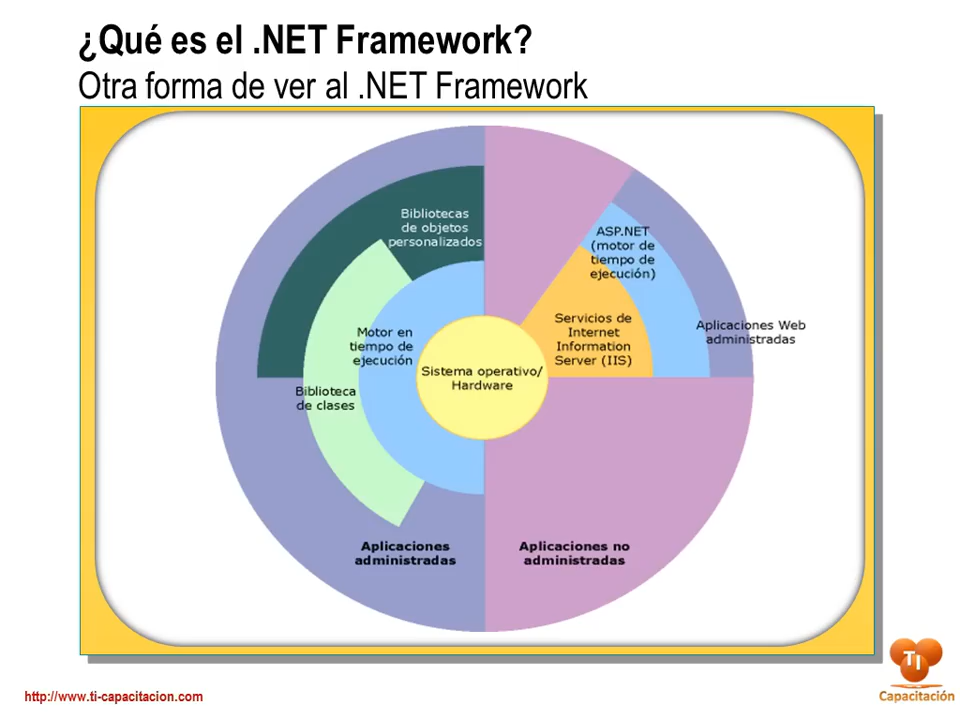 ¿Qué es el .NET Framework?
Otra forma de ver al .NET Framework
Bibliotecas
de objetos
personalizados
ASP.NET
(motor de
tiempo de
ejecución)
Motor en
tiempo de
ejecución
Servicios de
Internet
Information
Server (IIS)
Aplicaciones Web
administradas
Sistema operativo/
Hardware
Biblioteca
de clases
Aplicaciones
administradas
Aplicaciones no
administradas
http://www.ti-capacitacion.com
TI
Capacitación